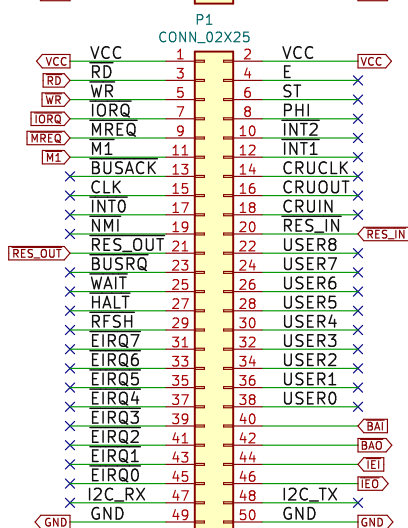 P1
CONN_02X25
VCC VCC 1 2 VCC VCC
RD RD 3 4 E
WR WR 5 6 ST
IORQ IORQ 7 8 PHI
MREQ MREQ 9 10 INT2
M1 M1 11 12 INT1
BUSACK 13 14 CRUCLK
CLK 15 16 CRUOUT
INT0 17 18 CRUIN
NMI 19 20 RES_IN RES_IN
RES_OUT RES_OUT 21 22 USER8
BUSRQ 23 24 USER7
WAIT 25 26 USER6
HALT 27 28 USER5
RFSH 29 30 USER4
EIRQ7 31 32 USER3
EIRQ6 33 34 USER2
EIRQ5 35 36 USER1
EIRQ4 37 38 USER0
EIRQ3 39 40 BAI
EIRQ2 41 42 BAO
EIRQ1 43 44 IEI
EIRQ0 45 46 IEO
I2C_RX 47 48 I2C_TX
GND GND 49 50 GND GND